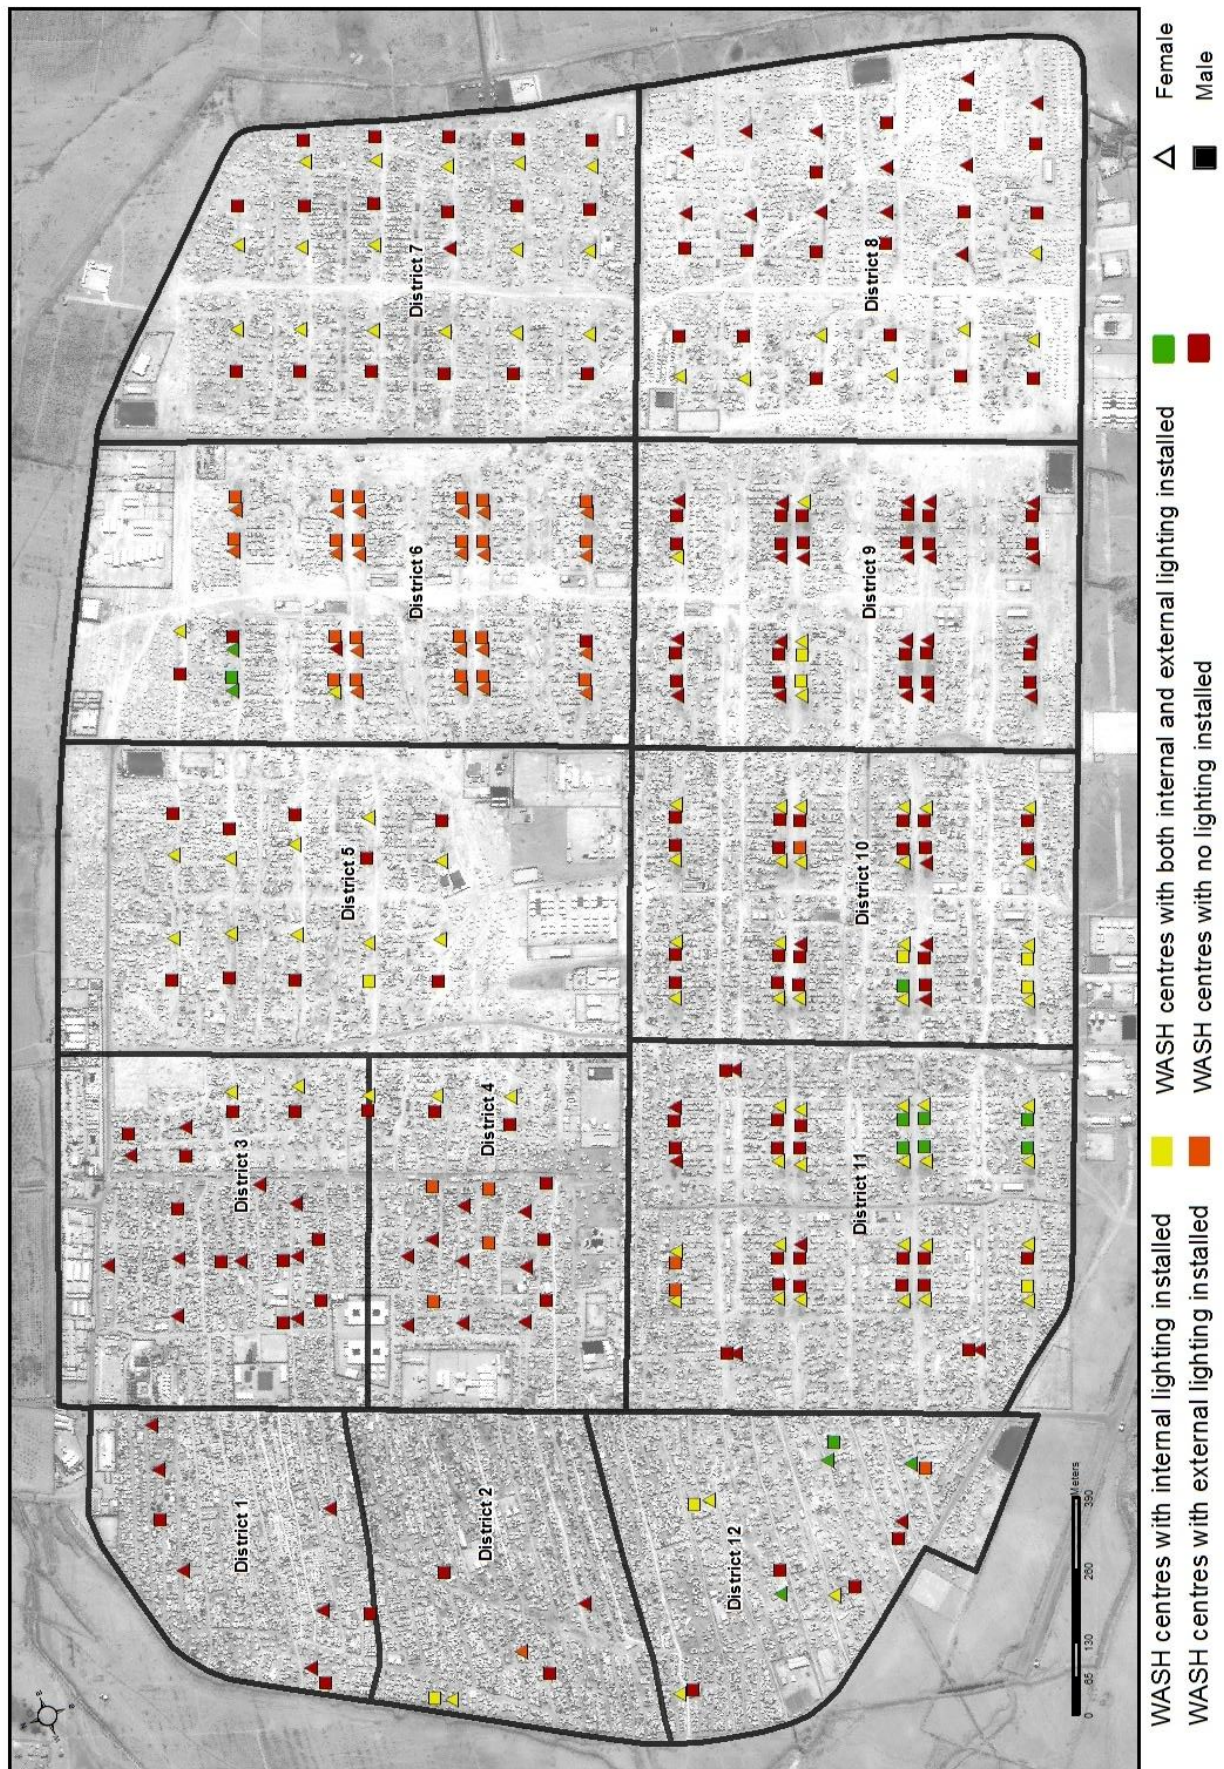 District 7
District 8
District 6
District 9
District 5
District 10
District 3
District 4
District 11
District 1
District 2
District 12
Meters
0 65 130 260 390
WASH centres with internal lighting installed
WASH centres with both internal and external lighting installed
Female
WASH centres with external lighting installed
WASH centres with no lighting installed
Male